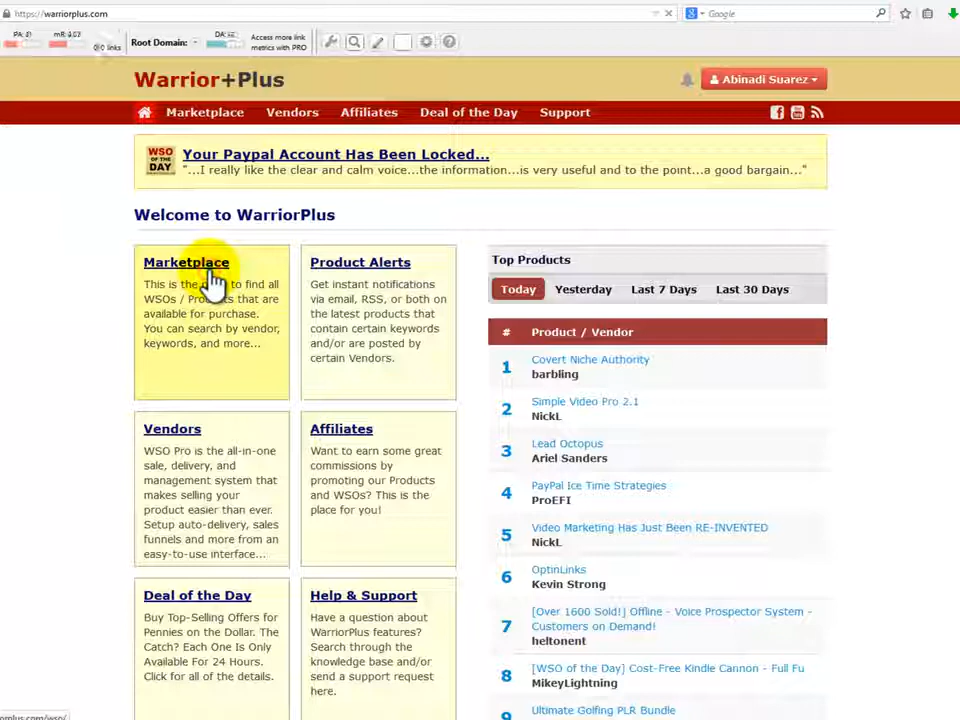 https://warriorplus.com
Google
PA: mR: 0/0 links Root Domain: DA: Access more link metrics with PRO
Warrior+Plus
Abinadi Suarez
Marketplace Vendors Affiliates Deal of the Day Support
WSO OF THE DAY
Your Paypal Account Has Been Locked...
"...I really like the clear and calm voice...the information...is very useful and to the point...a good bargain..."
Welcome to WarriorPlus
Marketplace
This is the to find all
WSOs / that are
available for purchase.
You can search by vendor,
keywords, and more...
Product Alerts
Get instant notifications
via email, RSS, or both on
the latest products that
contain certain keywords
and/or are posted by
certain Vendors.
Vendors
WSO Pro is the all-in-one
sale, delivery, and
management system that
makes selling your
product easier than ever.
Setup auto-delivery, sales
funnels and more from an
easy-to-use interface...
Affiliates
Want to earn some great
commissions by
promoting our Products
and WSOs? This is the
place for you!
Deal of the Day
Buy Top-Selling Offers for
Pennies on the Dollar. The
Catch? Each One Is Only
Available For 24 Hours.
Click for all of the details.
Help & Support
Have a question about
WarriorPlus features?
Search through the
knowledge base and/or
send a support request
here.
Top Products
Today Yesterday Last 7 Days Last 30 Days
# Product / Vendor
1 Covert Niche Authority
barbling
2 Simple Video Pro 2.1
NickL
3 Lead Octopus
Ariel Sanders
4 PayPal Ice Time Strategies
ProEFI
5 Video Marketing Has Just Been RE-INVENTED
NickL
6 OptinLinks
Kevin Strong
7 [Over 1600 Sold!] Offline - Voice Prospector System -
Customers on Demand!
heltonent
8 [WSO of the Day] Cost-Free Kindle Cannon - Full Fu
MikeyLightning
9 Ultimate Golfing PLR Bundle
orplus.com/wso/